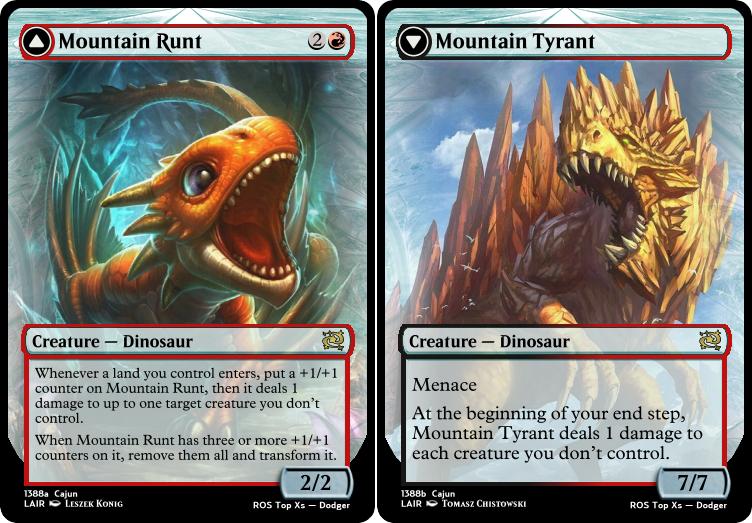 Mountain Runt
2
Creature — Dinosaur
Whenever a land you control enters, put a +1/+1
counter on Mountain Runt, then it deals 1
damage to up to one target creature you don't
control.
When Mountain Runt has three or more +1/+1
counters on it, remove them all and transform it.
2/2
1388a Cajun
LAIR Leszek Konig
ROS Top Xs — Dodger
Mountain Tyrant
Creature — Dinosaur
Menace
At the beginning of your end step,
Mountain Tyrant deals 1 damage to
each creature you don't control.
7/7
1388b Cajun
LAIR Tomasz Chistowski
ROS Top Xs — Dodger